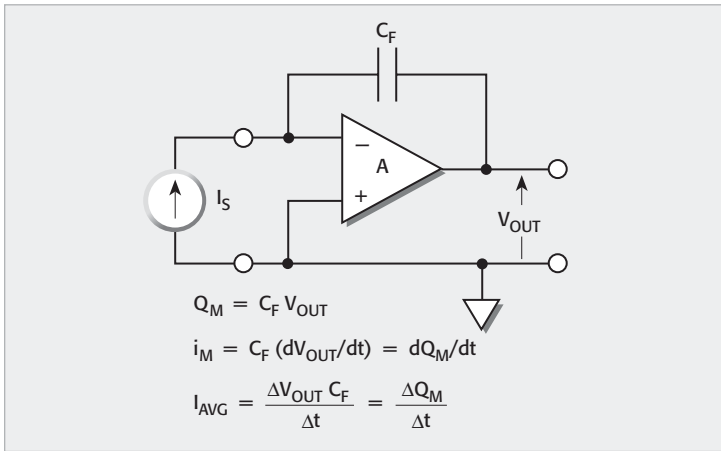 C_F
−
A
+
I_S
V_OUT
Q_M = C_F V_OUT
i_M = C_F (dV_OUT/dt) = dQ_M/dt
I_AVG = ΔV_OUT C_F / Δt = ΔQ_M / Δt